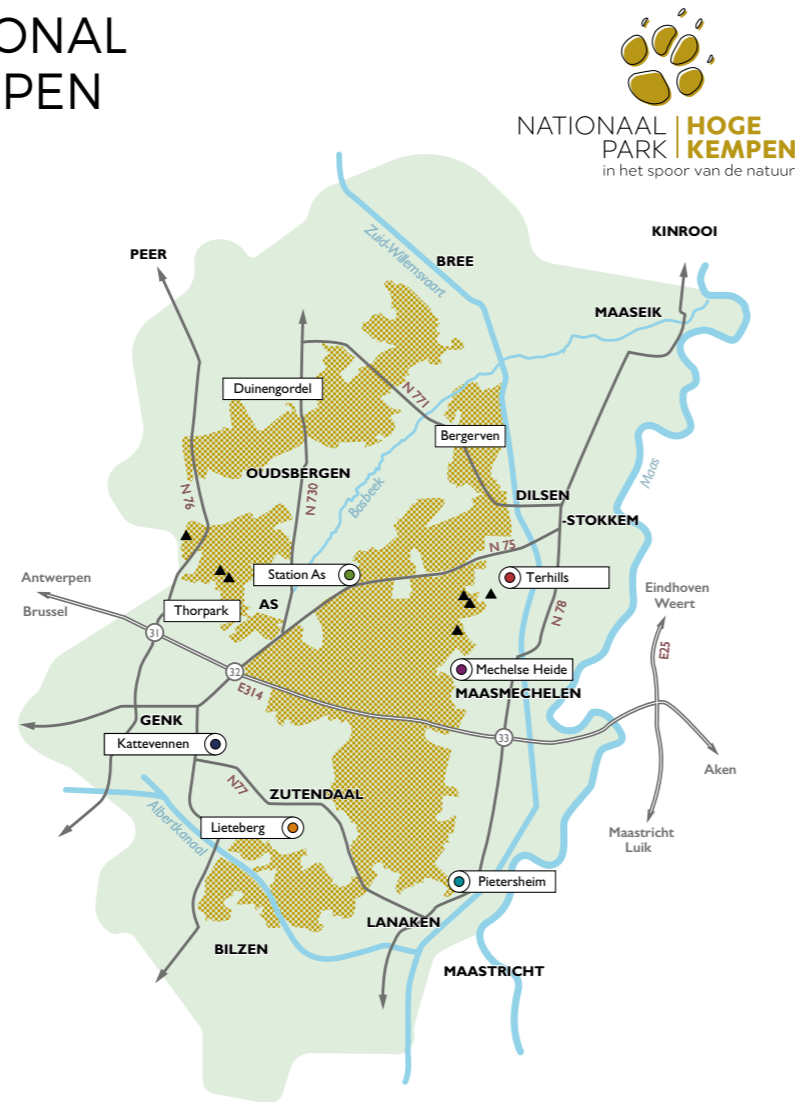 ONAL
PEN
NATIONAAL
PARK
HOGE
KEMPEN
in het spoor van de natuur
KINROOI
PEER
Zuid-Willemsvaart
BREE
MAASEIK
Duinengordel
N 771
Bergerven
OUDSBERGEN
N 76
N 730
Bosbeek
Maas
DILSEN
-STOKKEM
N 75
Station As
Terhills
Antwerpen
Brussel
Thorpark
AS
N 78
Eindhoven
Weert
31
E25
32
E314
Mechelse Heide
MAASMECHELEN
GENK
33
Kattevennen
Aken
N77
ZUTENDAAL
Albertkanaal
Lieteberg
Maastricht
Luik
Pietersheim
LANAKEN
BILZEN
MAASTRICHT